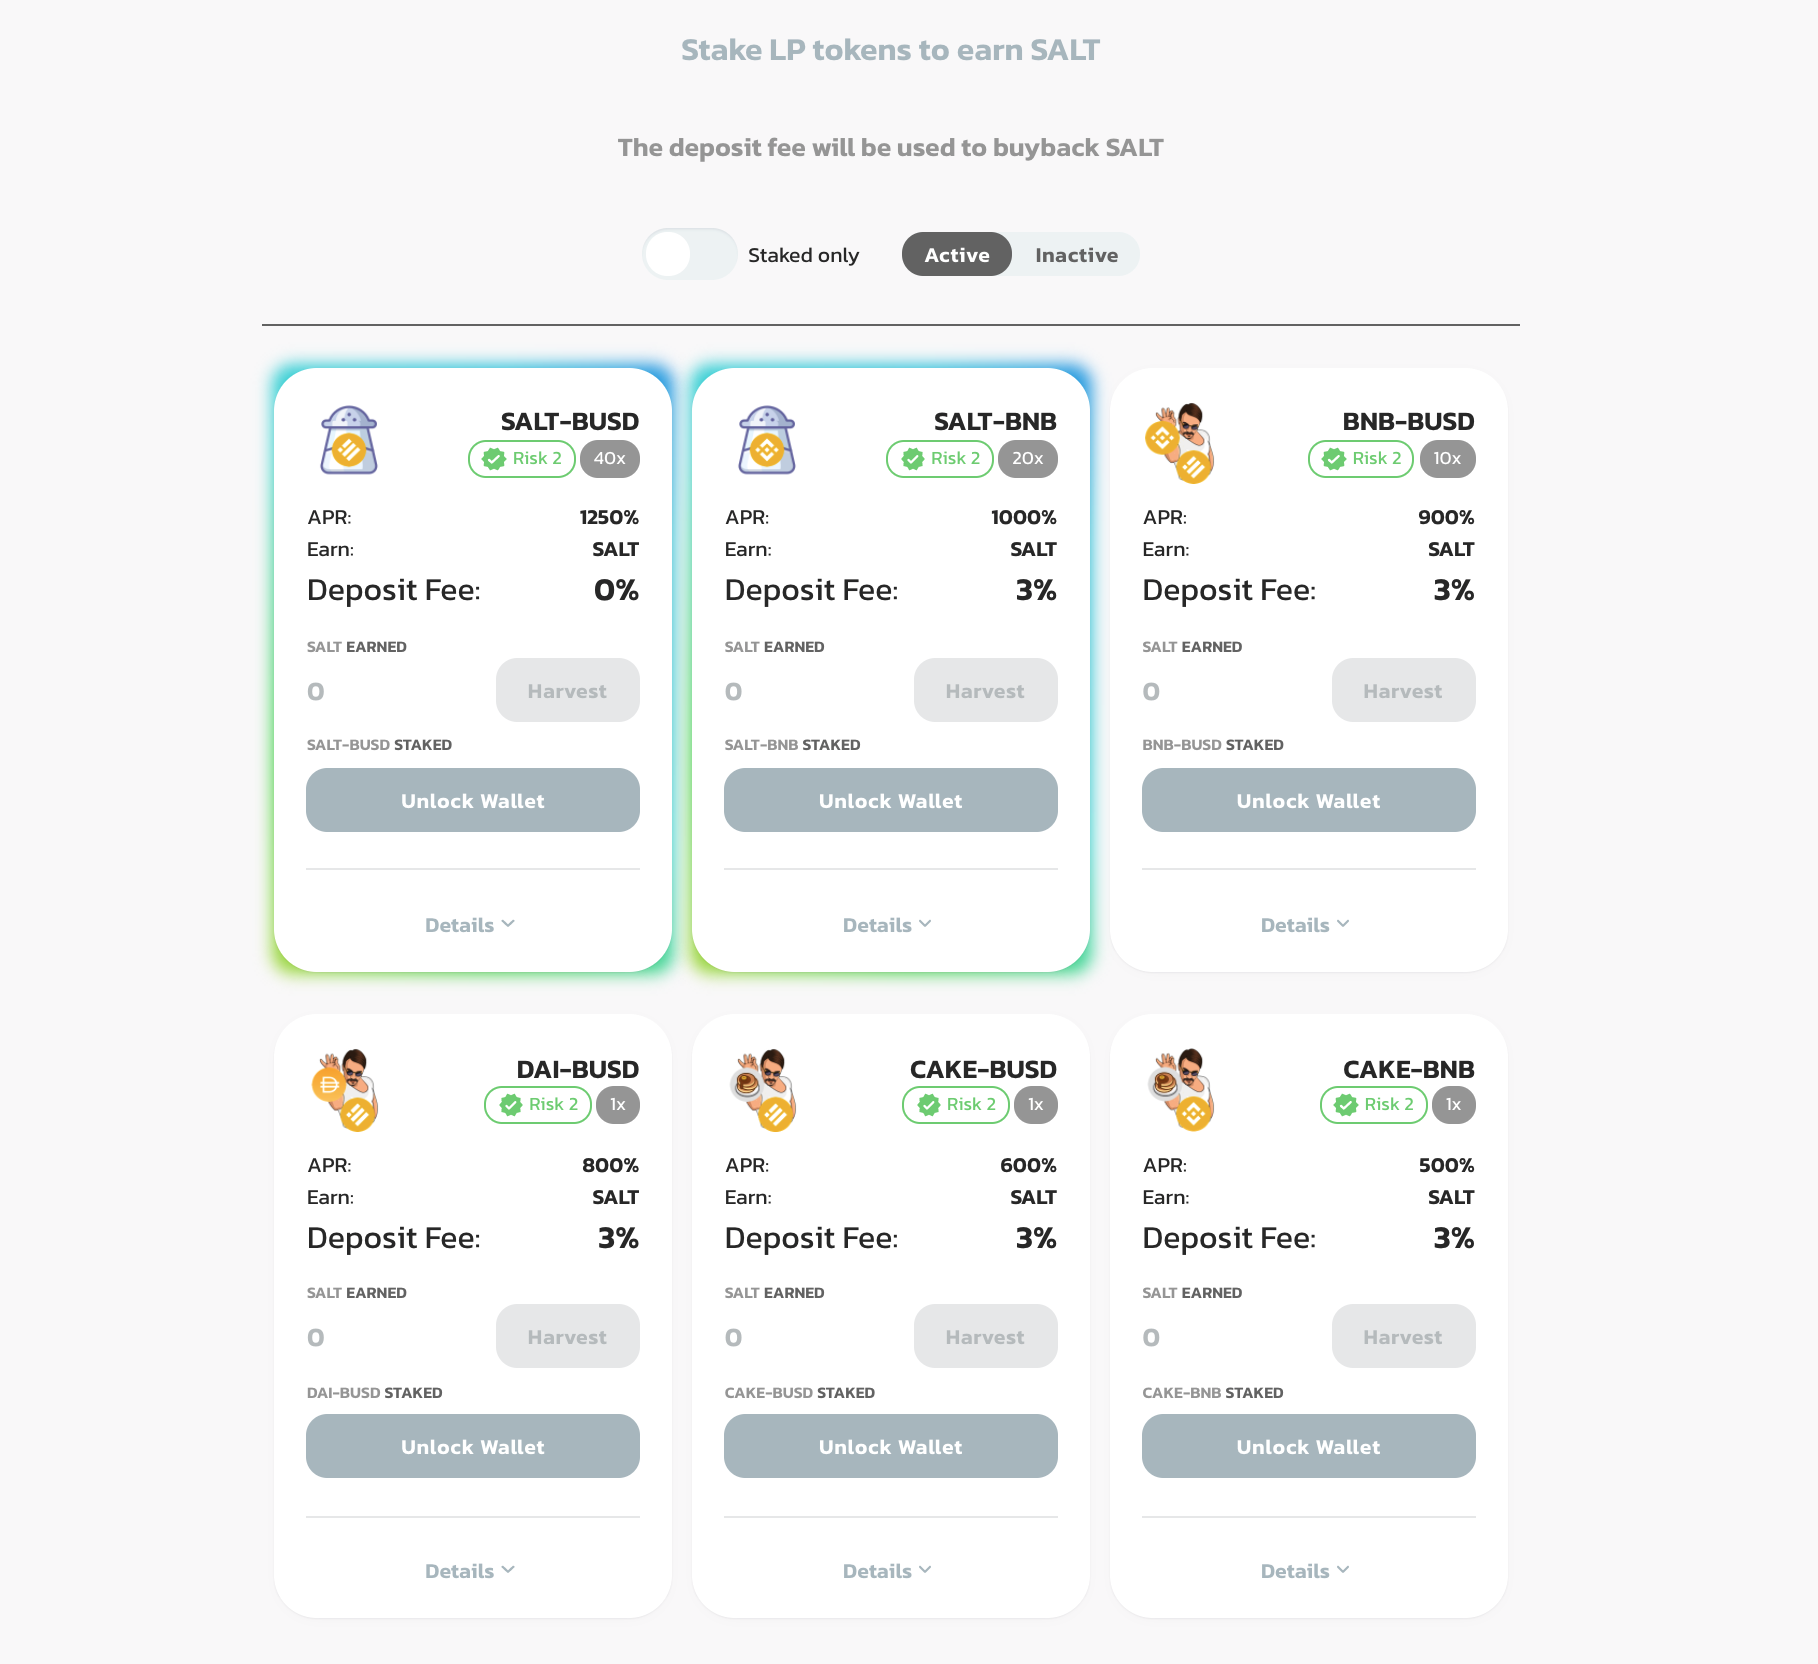 Stake LP tokens to earn SALT
The deposit fee will be used to buyback SALT
Staked only
Active Inactive
SALT-BUSD
Risk 2 40x
APR: 1250%
Earn: SALT
Deposit Fee: 0%
SALT EARNED
0 Harvest
SALT-BUSD STAKED
Unlock Wallet
Details
SALT-BNB
Risk 2 20x
APR: 1000%
Earn: SALT
Deposit Fee: 3%
SALT EARNED
0 Harvest
SALT-BNB STAKED
Unlock Wallet
Details
BNB-BUSD
Risk 2 10x
APR: 900%
Earn: SALT
Deposit Fee: 3%
SALT EARNED
0 Harvest
BNB-BUSD STAKED
Unlock Wallet
Details
DAI-BUSD
Risk 2 1x
APR: 800%
Earn: SALT
Deposit Fee: 3%
SALT EARNED
0 Harvest
DAI-BUSD STAKED
Unlock Wallet
Details
CAKE-BUSD
Risk 2 1x
APR: 600%
Earn: SALT
Deposit Fee: 3%
SALT EARNED
0 Harvest
CAKE-BUSD STAKED
Unlock Wallet
Details
CAKE-BNB
Risk 2 1x
APR: 500%
Earn: SALT
Deposit Fee: 3%
SALT EARNED
0 Harvest
CAKE-BNB STAKED
Unlock Wallet
Details